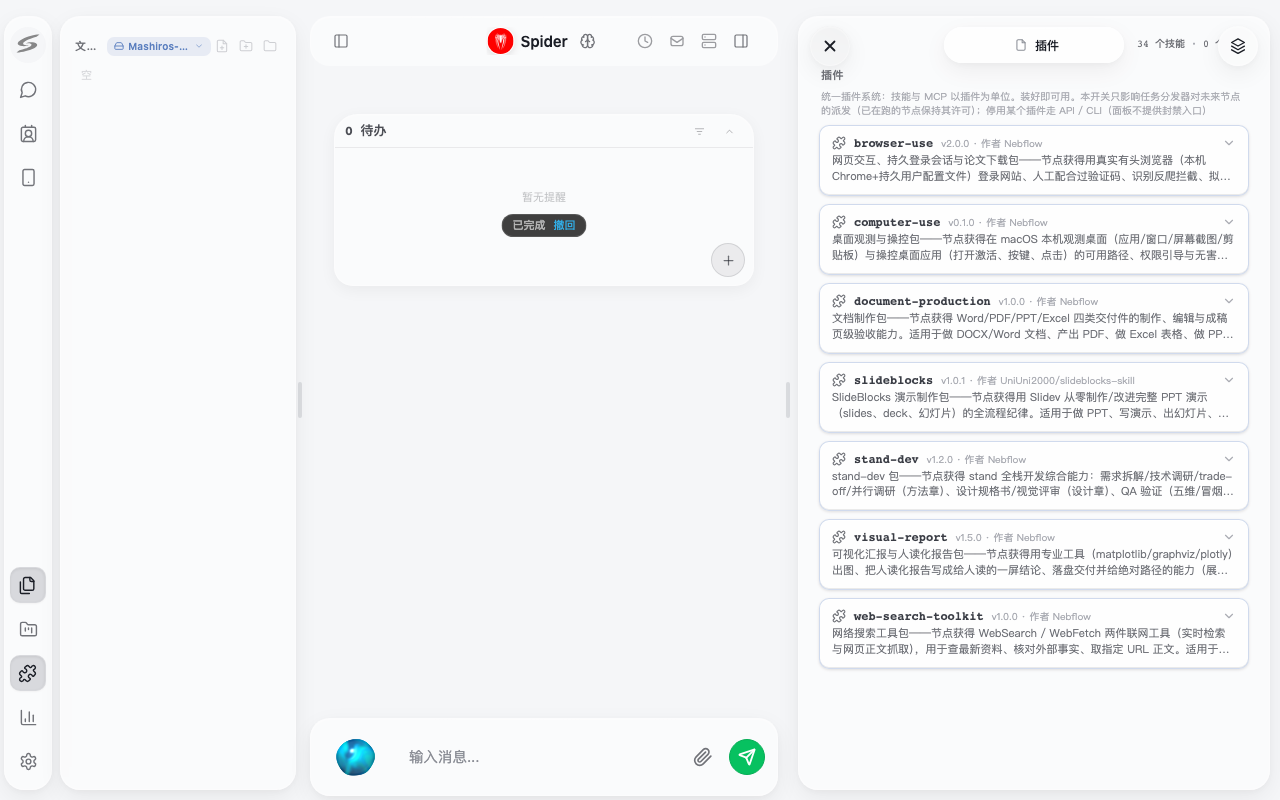 文...
Mashiros-...
空
Spider
0 待办
暂无提醒
已完成 撤回
输入消息...
插件
34 个技能 · 0
插件
统一插件系统：技能与 MCP 以插件为单位。装好即可用。本开关只影响任务分发器对未来节点
的派发（已在跑的节点保持其许可）；停用某个插件走 API / CLI（面板不提供封禁入口）
browser-use v2.0.0 · 作者 Nebflow
网页交互、持久登录会话与论文下载包——节点获得用真实有头浏览器（本机
Chrome+持久用户配置文件）登录网站、人工配合过验证码、识别反爬拦截、拟...
computer-use v0.1.0 · 作者 Nebflow
桌面观测与操控包——节点获得在 macOS 本机观测桌面（应用/窗口/屏幕截图/剪
贴板）与操控桌面应用（打开激活、按键、点击）的可用路径、权限引导与无害...
document-production v1.0.0 · 作者 Nebflow
文档制作包——节点获得 Word/PDF/PPT/Excel 四类交付件的制作、编辑与成稿
页级验收能力。适用于做 DOCX/Word 文档、产出 PDF、做 Excel 表格、做 PP...
slideblocks v1.0.1 · 作者 UniUni2000/slideblocks-skill
SlideBlocks 演示制作包——节点获得用 Slidev 从零制作/改进完整 PPT 演示
（slides、deck、幻灯片）的全流程纪律。适用于做 PPT、写演示、出幻灯片、...
stand-dev v1.2.0 · 作者 Nebflow
stand-dev 包——节点获得 stand 全栈开发综合能力：需求拆解/技术调研/trade-
off/并行调研（方法章）、设计规格书/视觉评审（设计章）、QA 验证（五维/冒烟...
visual-report v1.5.0 · 作者 Nebflow
可视化汇报与人读化报告包——节点获得用专业工具（matplotlib/graphviz/plotly）
出图、把人读化报告写成给人读的一屏结论、落盘交付并给绝对路径的能力（展...
web-search-toolkit v1.0.0 · 作者 Nebflow
网络搜索工具包——节点获得 WebSearch / WebFetch 两件联网工具（实时检索
与网页正文抓取），用于查最新资料、核对外部事实、取指定 URL 正文。适用于...